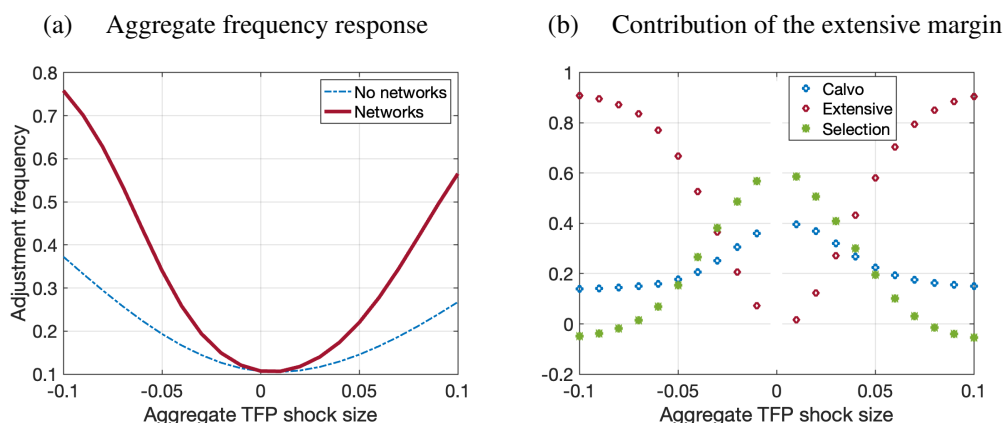 (a) Aggregate frequency response
0.8
0.7
0.6
0.5
0.4
0.3
0.2
0.1
Adjustment frequency
No networks
Networks
-0.1 -0.05 0 0.05 0.1
Aggregate TFP shock size
(b) Contribution of the extensive margin
1
0.8
0.6
0.4
0.2
0
-0.2
Calvo
Extensive
Selection
-0.1 -0.05 0 0.05 0.1
Aggregate TFP shock size